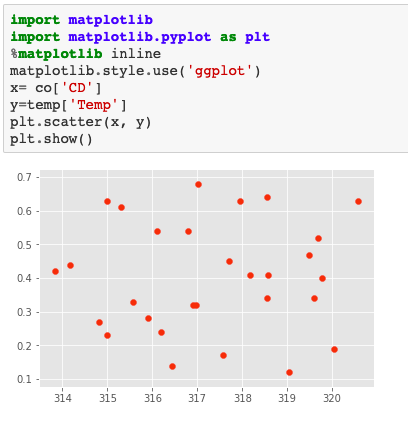 import matplotlib
import matplotlib.pyplot as plt
%matplotlib inline
matplotlib.style.use('ggplot')
x= co['CD']
y=temp['Temp']
plt.scatter(x, y)
plt.show()
0.7
0.6
0.5
0.4
0.3
0.2
0.1
314 315 316 317 318 319 320